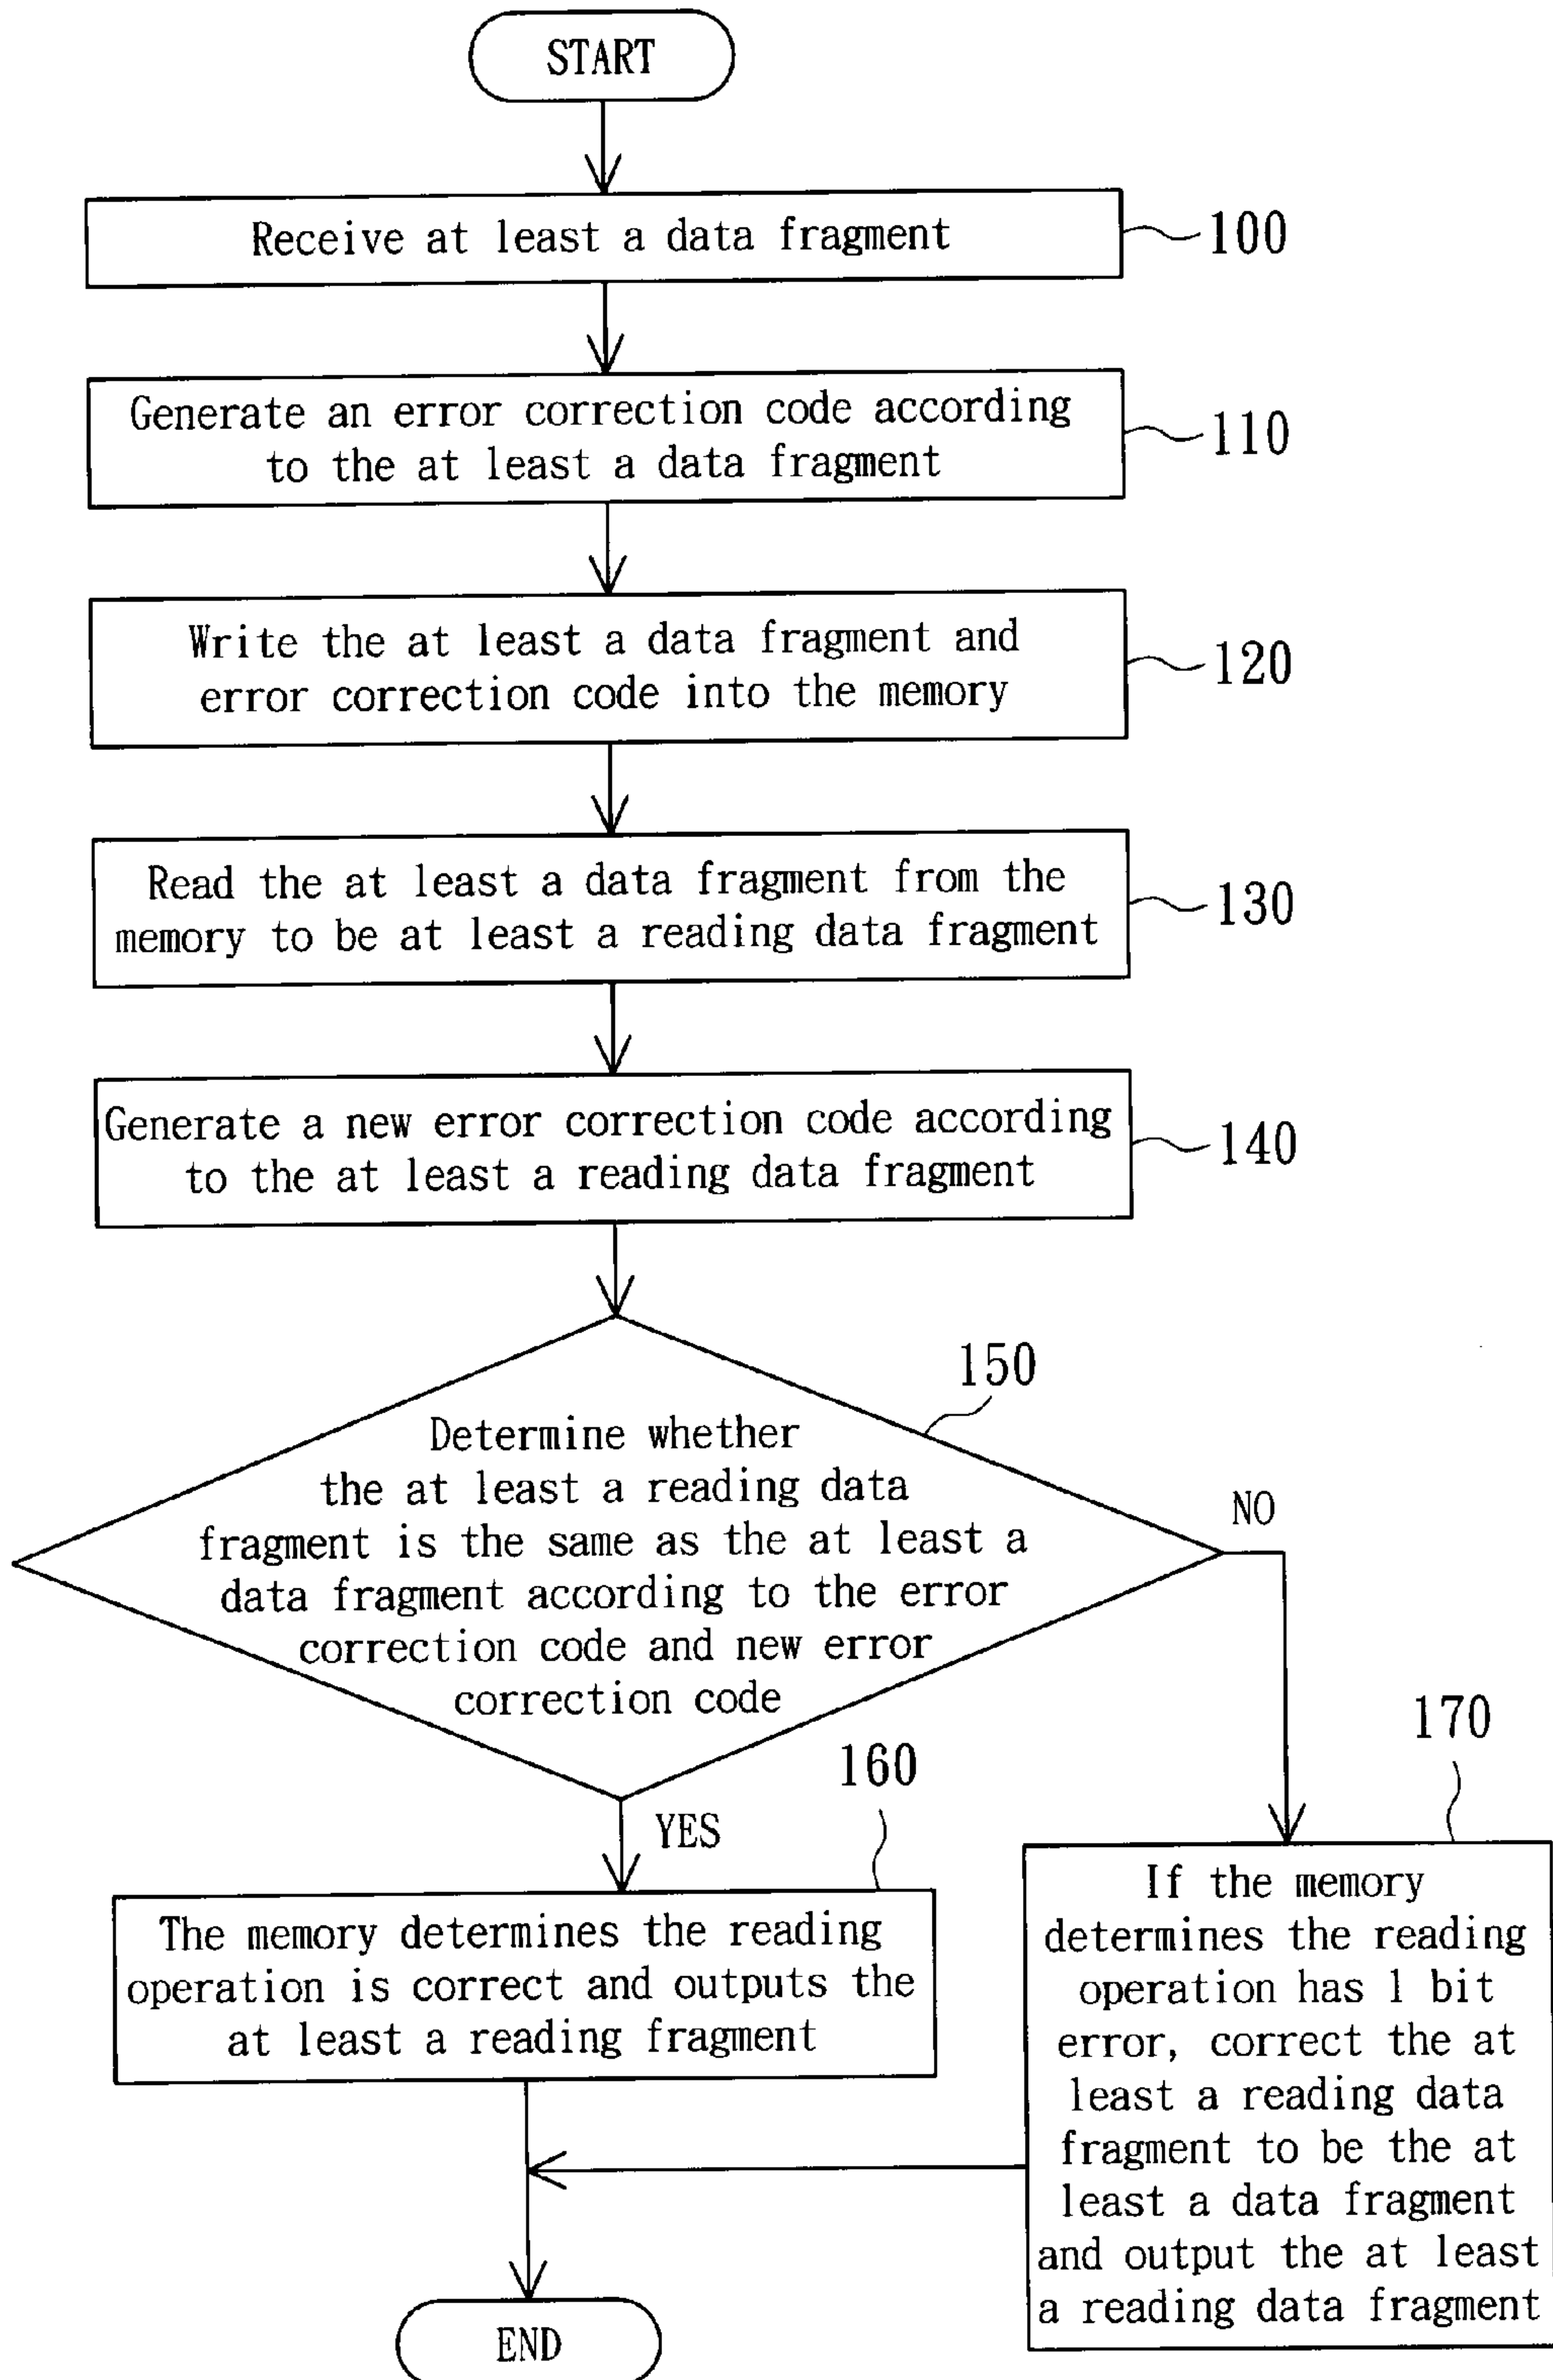 START
Receive at least a data fragment
100
Generate an error correction code according
to the at least a data fragment
110
Write the at least a data fragment and
error correction code into the memory
120
Read the at least a data fragment from the
memory to be at least a reading data fragment
130
Generate a new error correction code according
to the at least a reading data fragment
140
150
Determine whether
the at least a reading data
fragment is the same as the at least a
data fragment according to the error
correction code and new error
correction code
NO
YES
160
The memory determines the reading
operation is correct and outputs the
at least a reading fragment
170
If the memory
determines the reading
operation has 1 bit
error, correct the at
least a reading data
fragment to be the at
least a data fragment
and output the at least
a reading data fragment
END